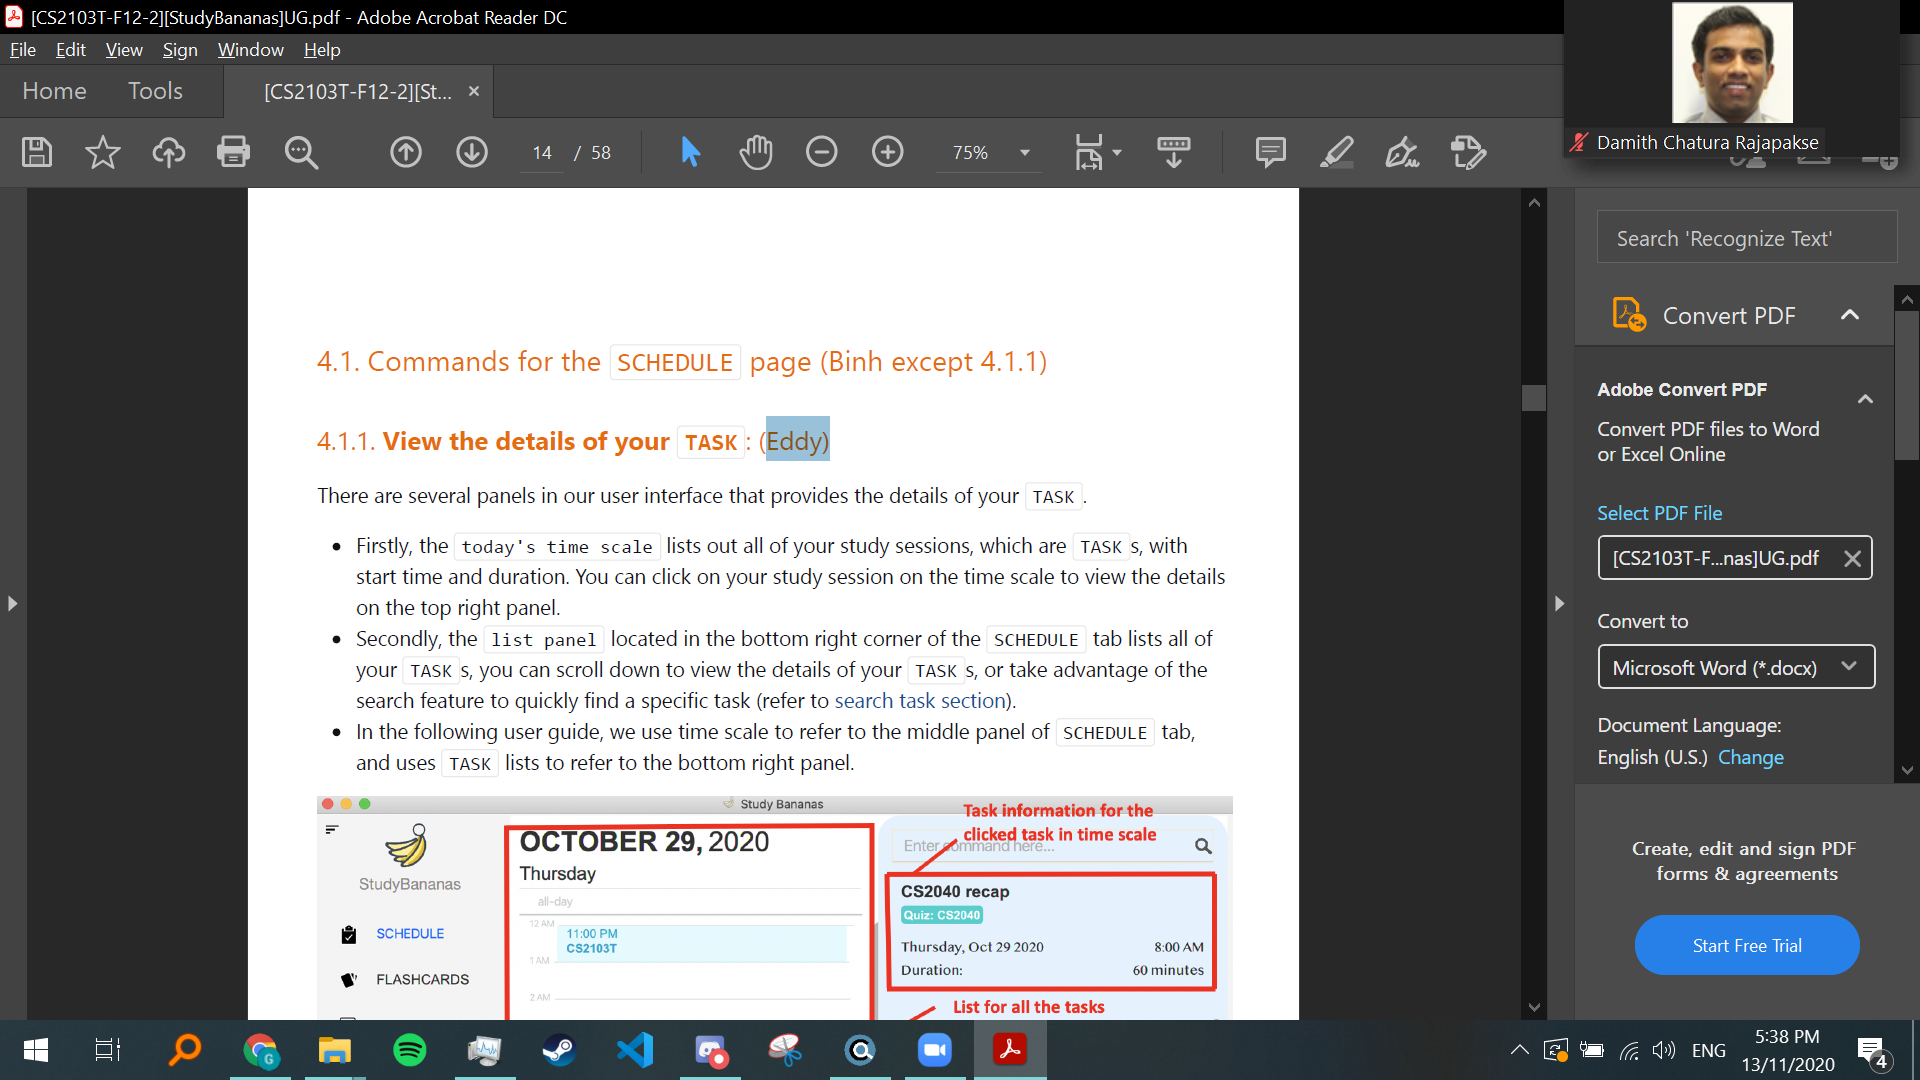 [CS2103T-F12-2][StudyBananas]UG.pdf - Adobe Acrobat Reader DC
File Edit View Sign Window Help
Home Tools [CS2103T-F12-2][St... ×
14 / 58 75%
Damith Chatura Rajapakse
4.1. Commands for the SCHEDULE page (Binh except 4.1.1)
4.1.1. View the details of your TASK: (Eddy)
There are several panels in our user interface that provides the details of your TASK.
• Firstly, the today's time scale lists out all of your study sessions, which are TASKs, with
start time and duration. You can click on your study session on the time scale to view the details
on the top right panel.
• Secondly, the list panel located in the bottom right corner of the SCHEDULE tab lists all of
your TASKs, you can scroll down to view the details of your TASKs, or take advantage of the
search feature to quickly find a specific task (refer to search task section).
• In the following user guide, we use time scale to refer to the middle panel of SCHEDULE tab,
and uses TASK lists to refer to the bottom right panel.
Study Bananas
StudyBananas
SCHEDULE
FLASHCARDS
OCTOBER 29, 2020
Thursday
all-day
12 AM
11:00 PM
CS2103T
1 AM
2 AM
Task information for the
clicked task in time scale
Enter command here...
CS2040 recap
Quiz: CS2040
Thursday, Oct 29 2020 8:00 AM
Duration: 60 minutes
List for all the tasks
Search 'Recognize Text'
Convert PDF
Adobe Convert PDF
Convert PDF files to Word
or Excel Online
Select PDF File
[CS2103T-F...nas]UG.pdf
Convert to
Microsoft Word (*.docx)
Document Language:
English (U.S.) Change
Create, edit and sign PDF
forms & agreements
Start Free Trial
ENG
5:38 PM
13/11/2020
4